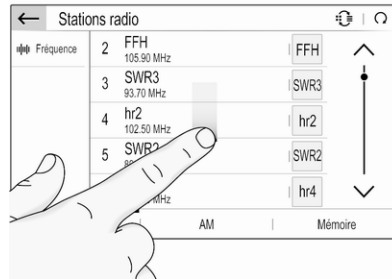 Stations radio
Fréquence
2 FFH FFH
105.90 MHz
3 SWR3 SWR3
93.70 MHz
4 hr2 hr2
102.50 MHz
5 SWR2 SWR2
hr4
MHz
AM Mémoire